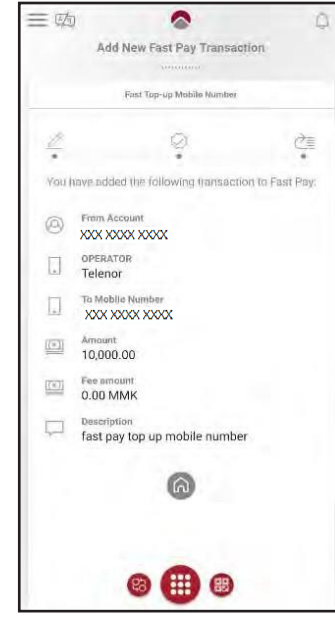 Add New Fast Pay Transaction
Fast Top-up Mobile Number
You have added the following transaction to Fast Pay:
From Account
XXX XXXX XXXX
OPERATOR
Telenor
To Mobile Number
XXX XXXX XXXX
Amount
10,000.00
Fee amount
0.00 MMK
Description
fast pay top up mobile number